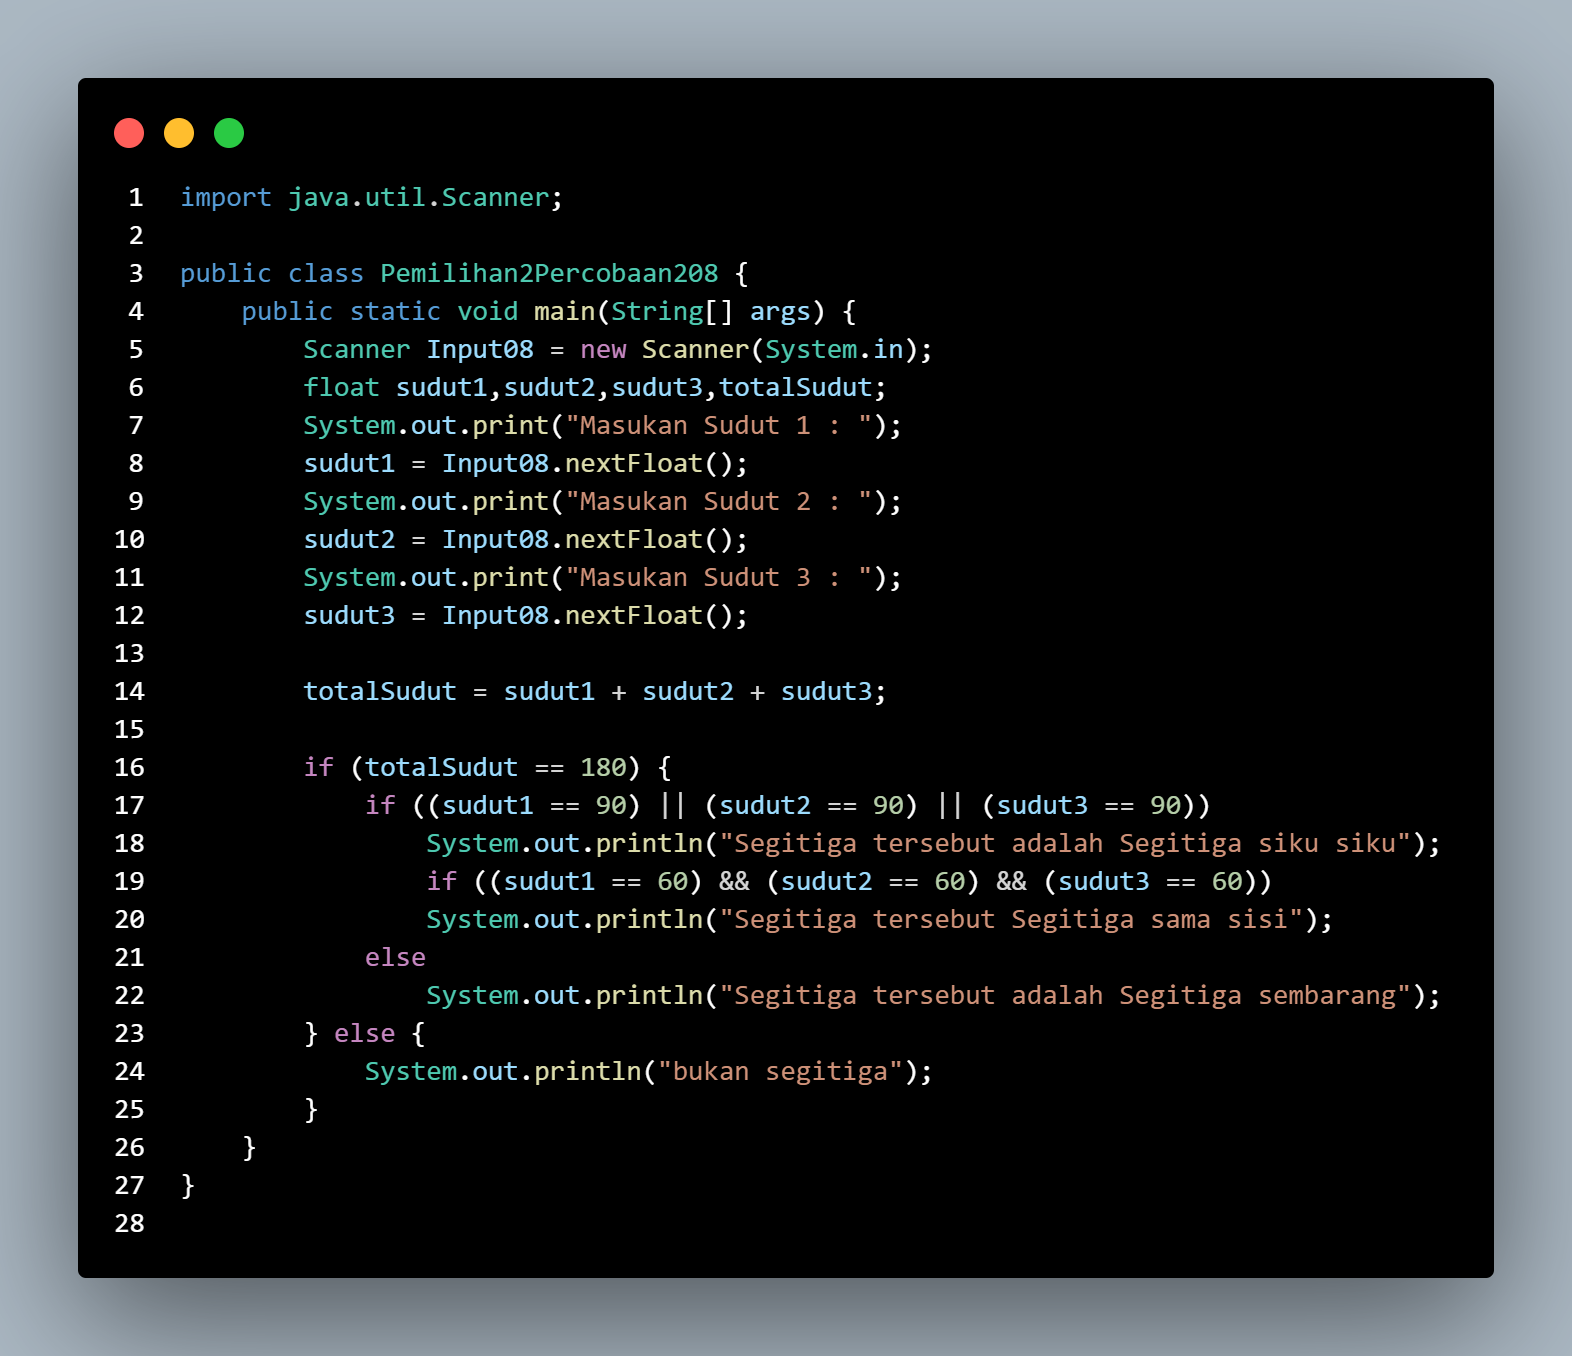 1 import java.util.Scanner;
2
3 public class Pemilihan2Percobaan208 {
4     public static void main(String[] args) {
5         Scanner Input08 = new Scanner(System.in);
6         float sudut1,sudut2,sudut3,totalSudut;
7         System.out.print("Masukan Sudut 1 : ");
8         sudut1 = Input08.nextFloat();
9         System.out.print("Masukan Sudut 2 : ");
10         sudut2 = Input08.nextFloat();
11         System.out.print("Masukan Sudut 3 : ");
12         sudut3 = Input08.nextFloat();
13
14         totalSudut = sudut1 + sudut2 + sudut3;
15
16         if (totalSudut == 180) {
17             if ((sudut1 == 90) || (sudut2 == 90) || (sudut3 == 90))
18                 System.out.println("Segitiga tersebut adalah Segitiga siku siku");
19                 if ((sudut1 == 60) && (sudut2 == 60) && (sudut3 == 60))
20                 System.out.println("Segitiga tersebut Segitiga sama sisi");
21             else
22                 System.out.println("Segitiga tersebut adalah Segitiga sembarang");
23         } else {
24             System.out.println("bukan segitiga");
25         }
26     }
27 }
28